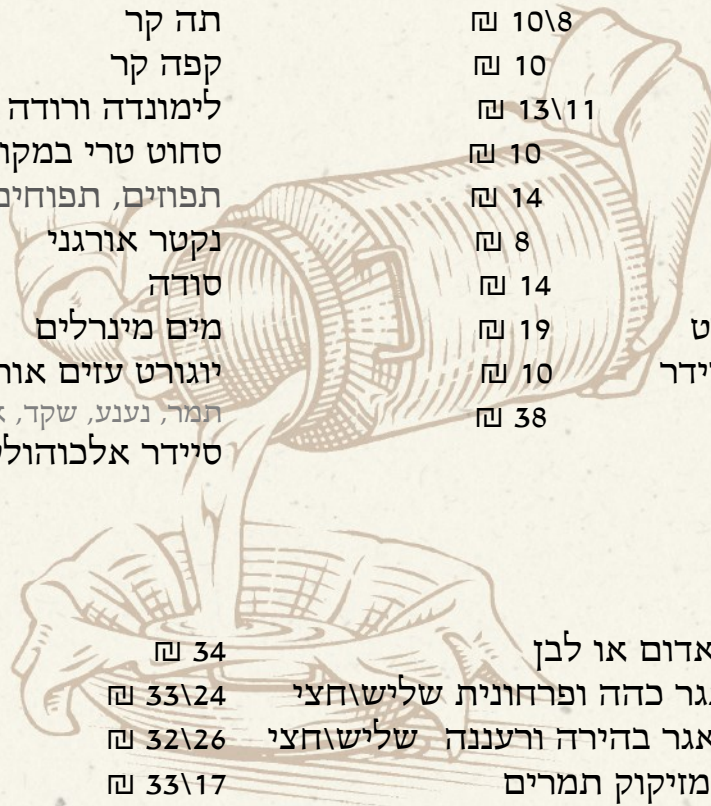 8\10 ₪
10 ₪
11\13 ₪
10 ₪
14 ₪
8 ₪
14 ₪
ט 19 ₪
ידר 10 ₪
38 ₪
תה קר
קפה קר
לימונדה ורודה
סחוט טרי במקו
תפוזים, תפוחים
נקטר אורגני
סודה
מים מינרלים
יוגורט עזים אור
תמר, נענע, שקד, א
סיידר אלכוהולי
אדום או לבן 34 ₪
גר כהה ופרחונית שליש\חצי 24\33 ₪
אגר בהירה ורעננה שליש\חצי 26\32 ₪
מזיקוק תמרים 17\33 ₪